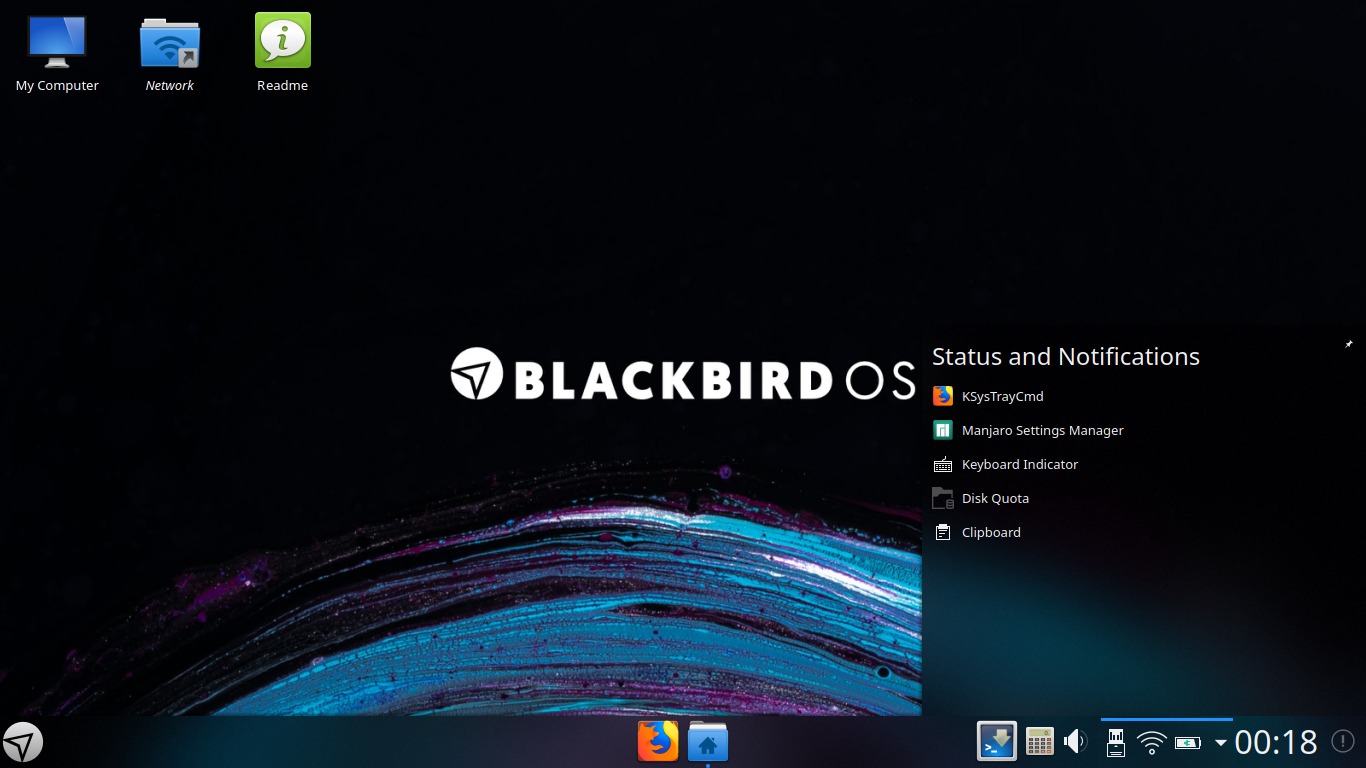 My Computer
Network
Readme
BLACKBIRD OS
Status and Notifications
KSysTrayCmd
Manjaro Settings Manager
Keyboard Indicator
Disk Quota
Clipboard
00:18